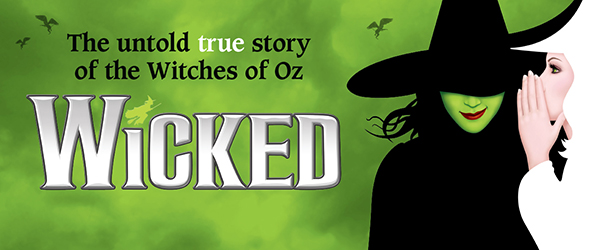 The untold true story
of the Witches of Oz
WiCKED